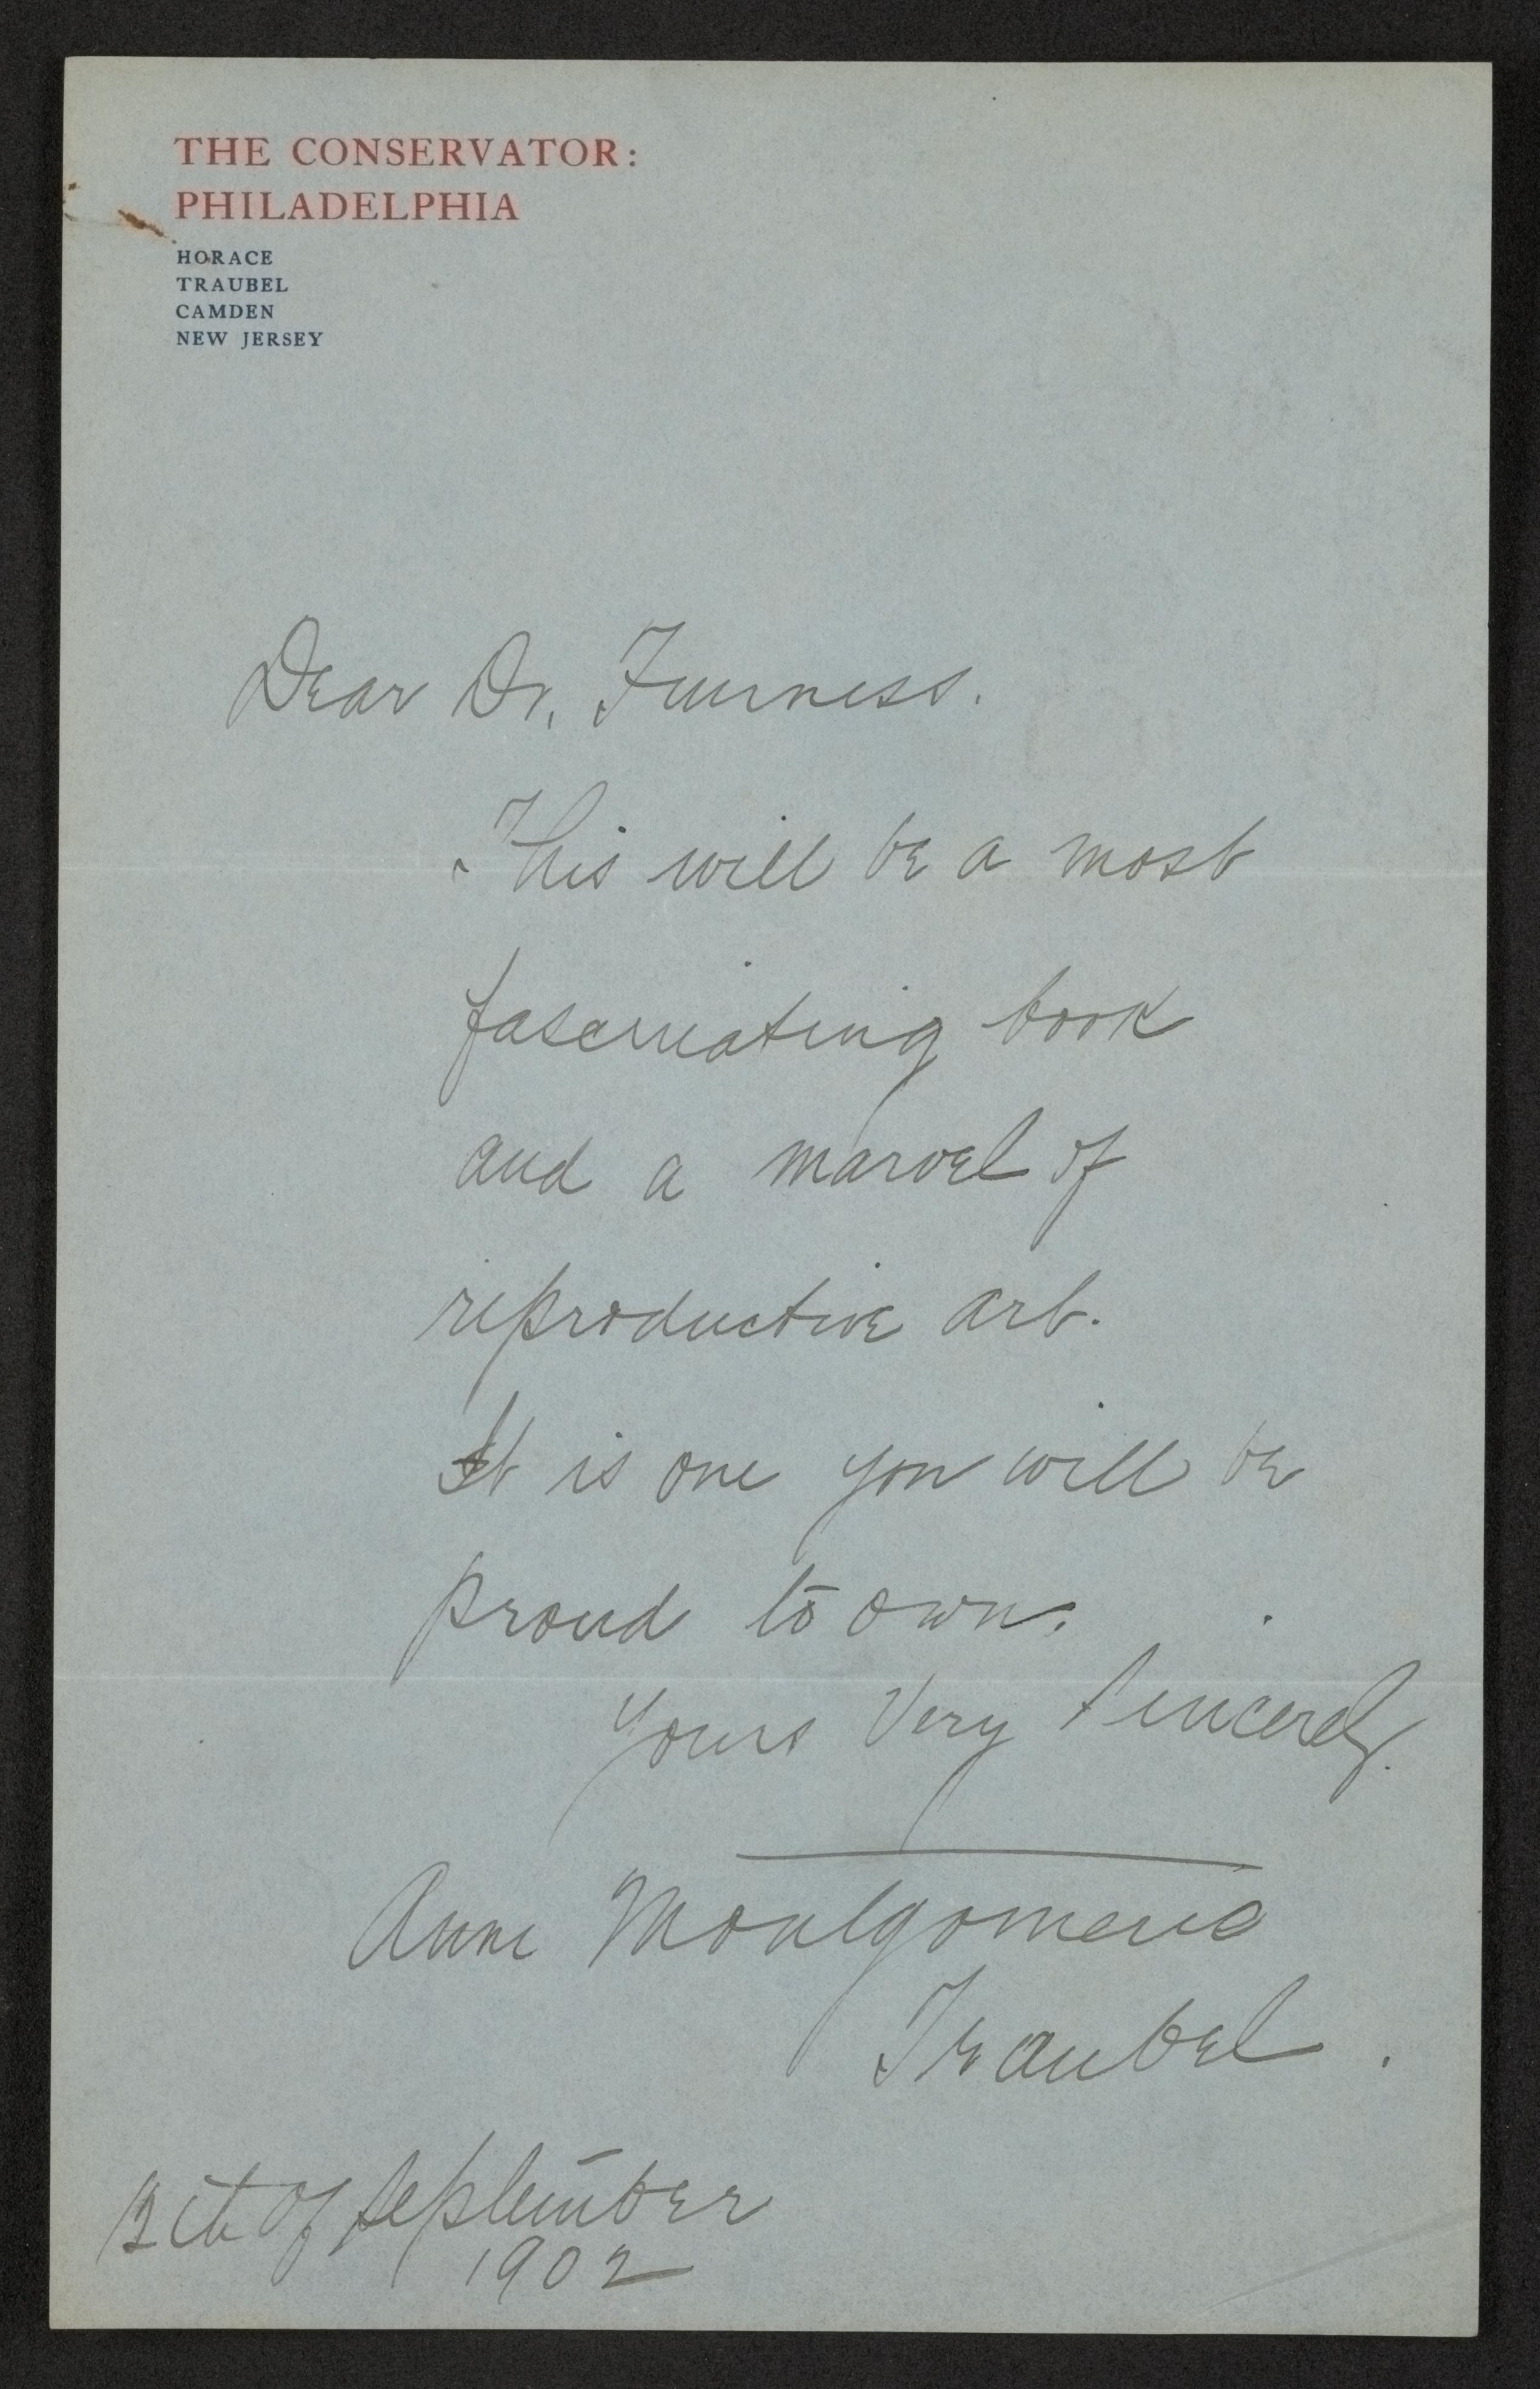 THE CONSERVATOR:
PHILADELPHIA
HORACE
TRAUBEL
CAMDEN
NEW JERSEY
Dear Dr. Furness.
This will be a most
fascinating book
and a marvel of
reproductive art.
It is one you will be
proud to own.
Yours Very Sincerely.
Anne Montgomerie
Traubel.
12th of September
1902